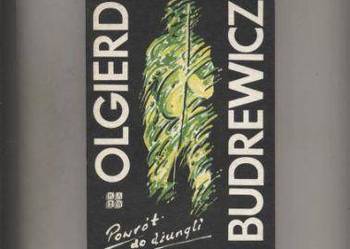 OLGIERD
BUDREWICZ
Powrót
do dżungli